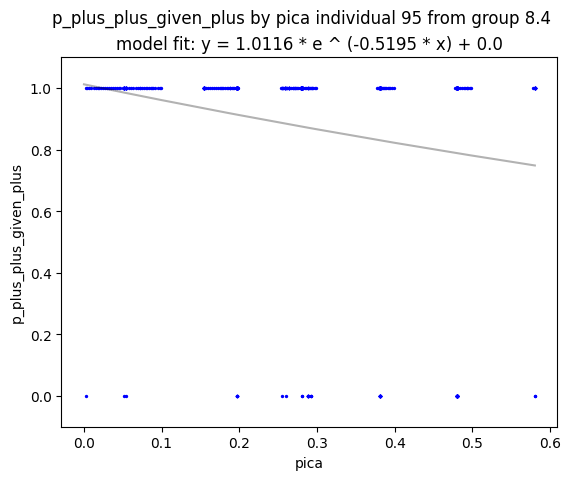 p_plus_plus_given_plus by pica individual 95 from group 8.4
model fit: y = 1.0116 * e ^ (-0.5195 * x) + 0.0
p_plus_plus_given_plus
1.0
0.8
0.6
0.4
0.2
0.0
0.0 0.1 0.2 0.3 0.4 0.5 0.6
pica